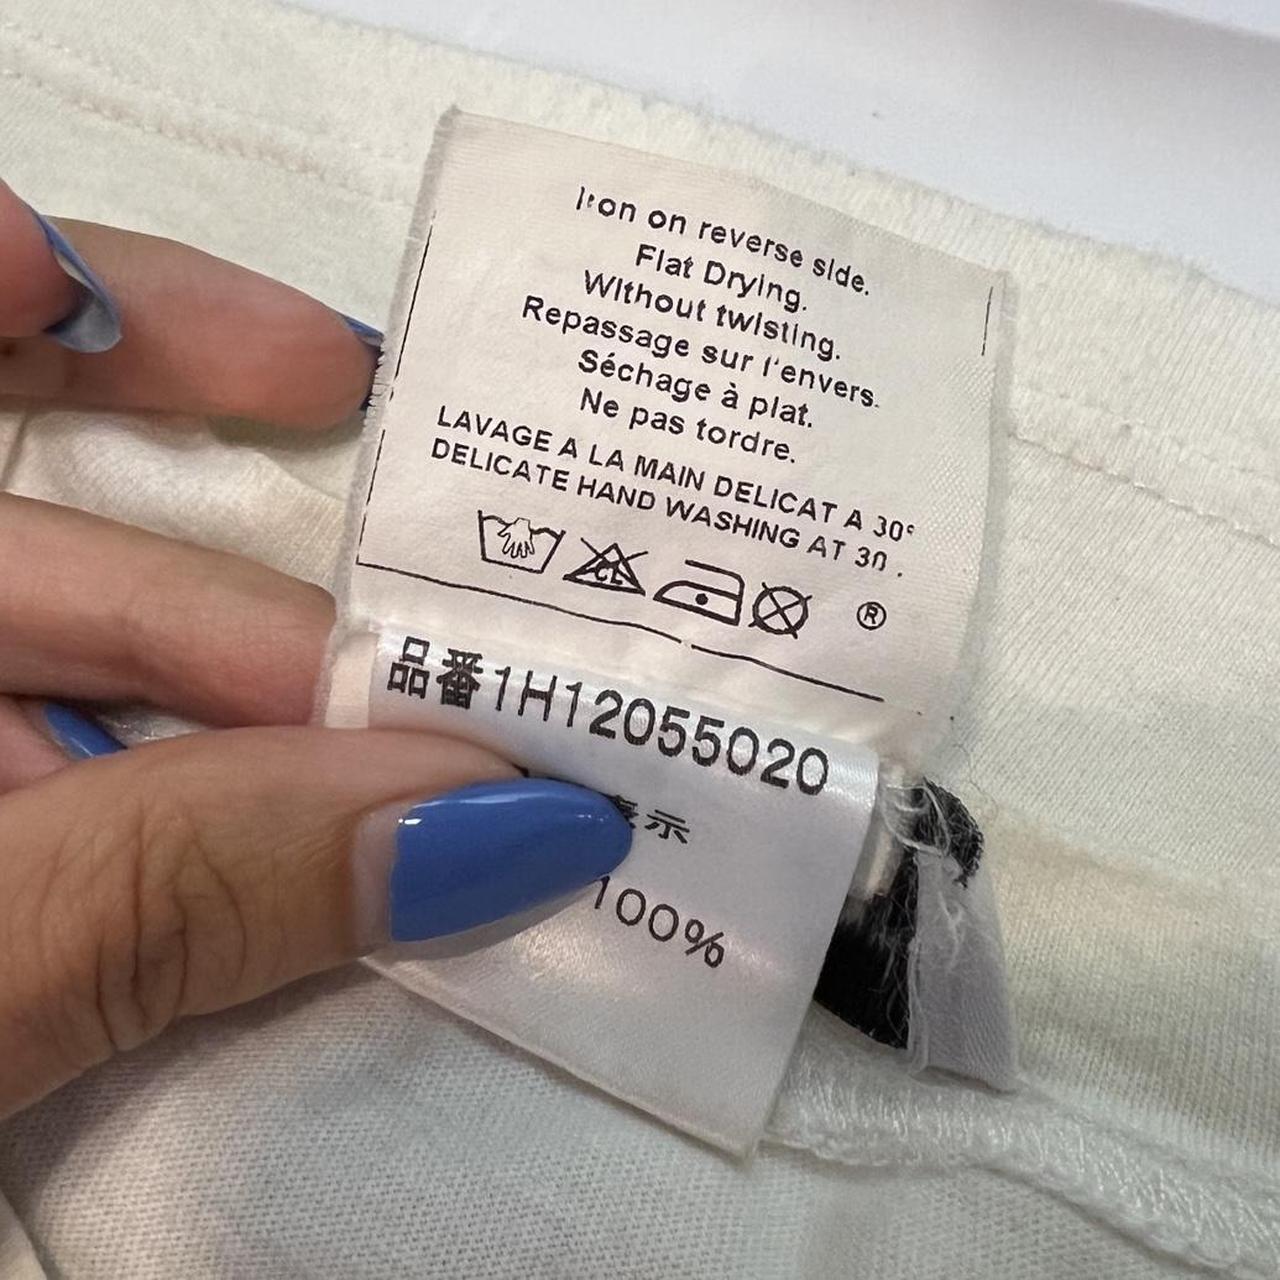 Iron on reverse side.
Flat Drying.
Without twisting.
Repassage sur l'envers.
Séchage à plat.
Ne pas tordre.
LAVAGE A LA MAIN DELICAT A 30°
DELICATE HAND WASHING AT 30 .
CL ®
品番1H12055020
表示
100%